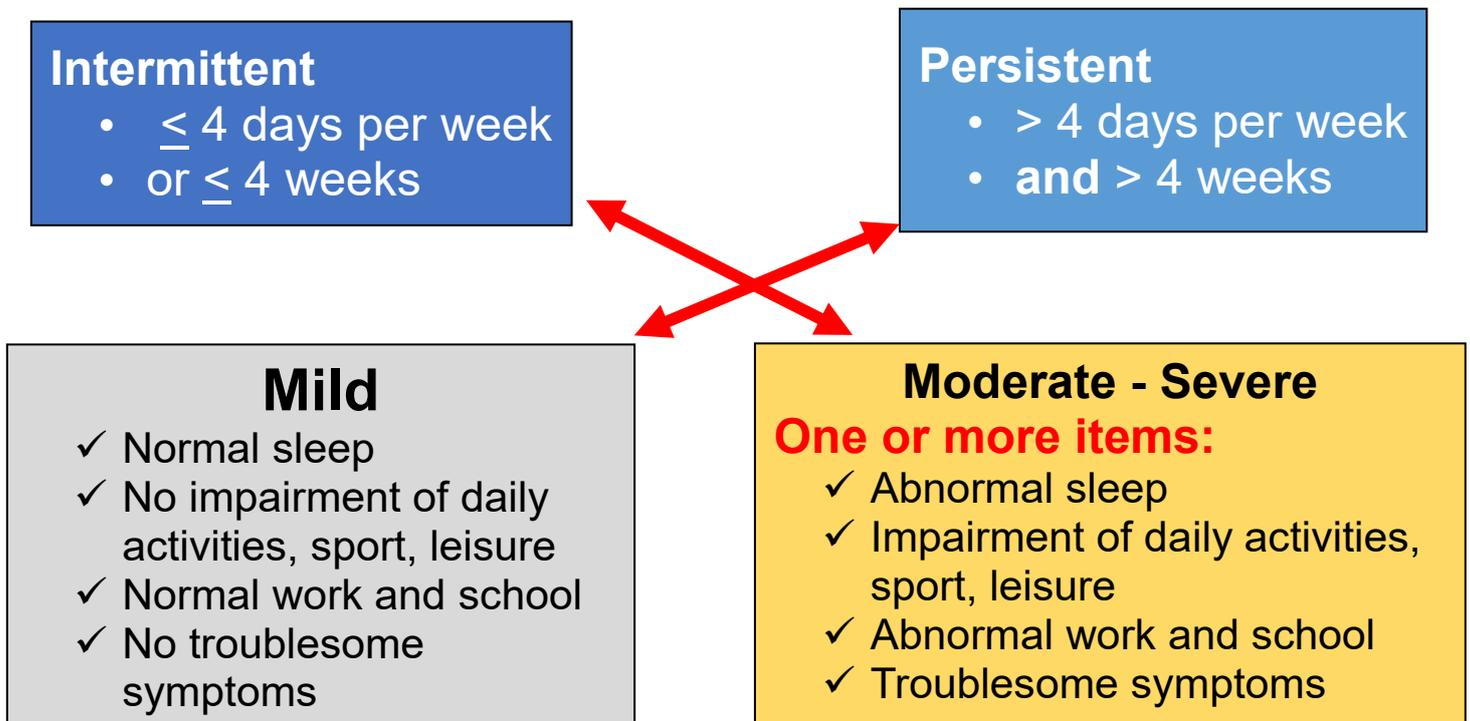 Intermittent
• ≤ 4 days per week
• or ≤ 4 weeks
Persistent
• > 4 days per week
• and > 4 weeks
Mild
✓ Normal sleep
✓ No impairment of daily
activities, sport, leisure
✓ Normal work and school
✓ No troublesome
symptoms
Moderate - Severe
One or more items:
✓ Abnormal sleep
✓ Impairment of daily activities,
sport, leisure
✓ Abnormal work and school
✓ Troublesome symptoms